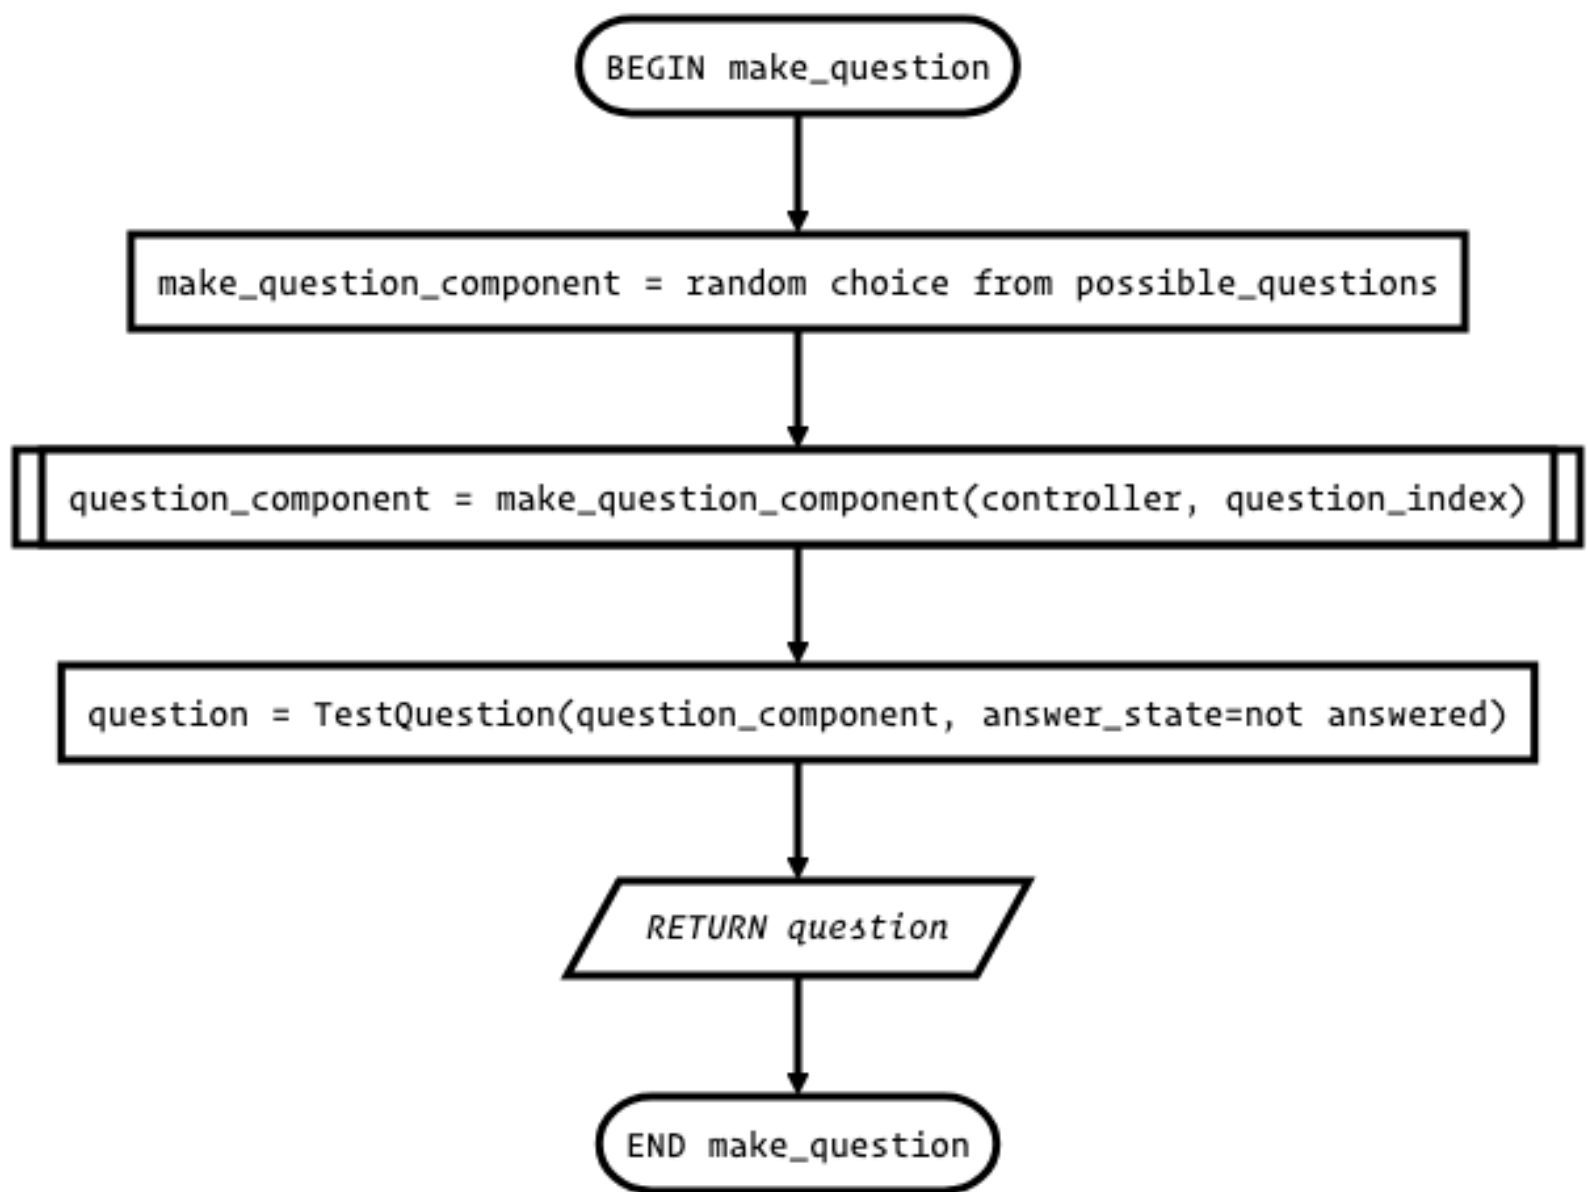 BEGIN make_question
make_question_component = random choice from possible_questions
question_component = make_question_component(controller, question_index)
question = TestQuestion(question_component, answer_state=not answered)
RETURN question
END make_question